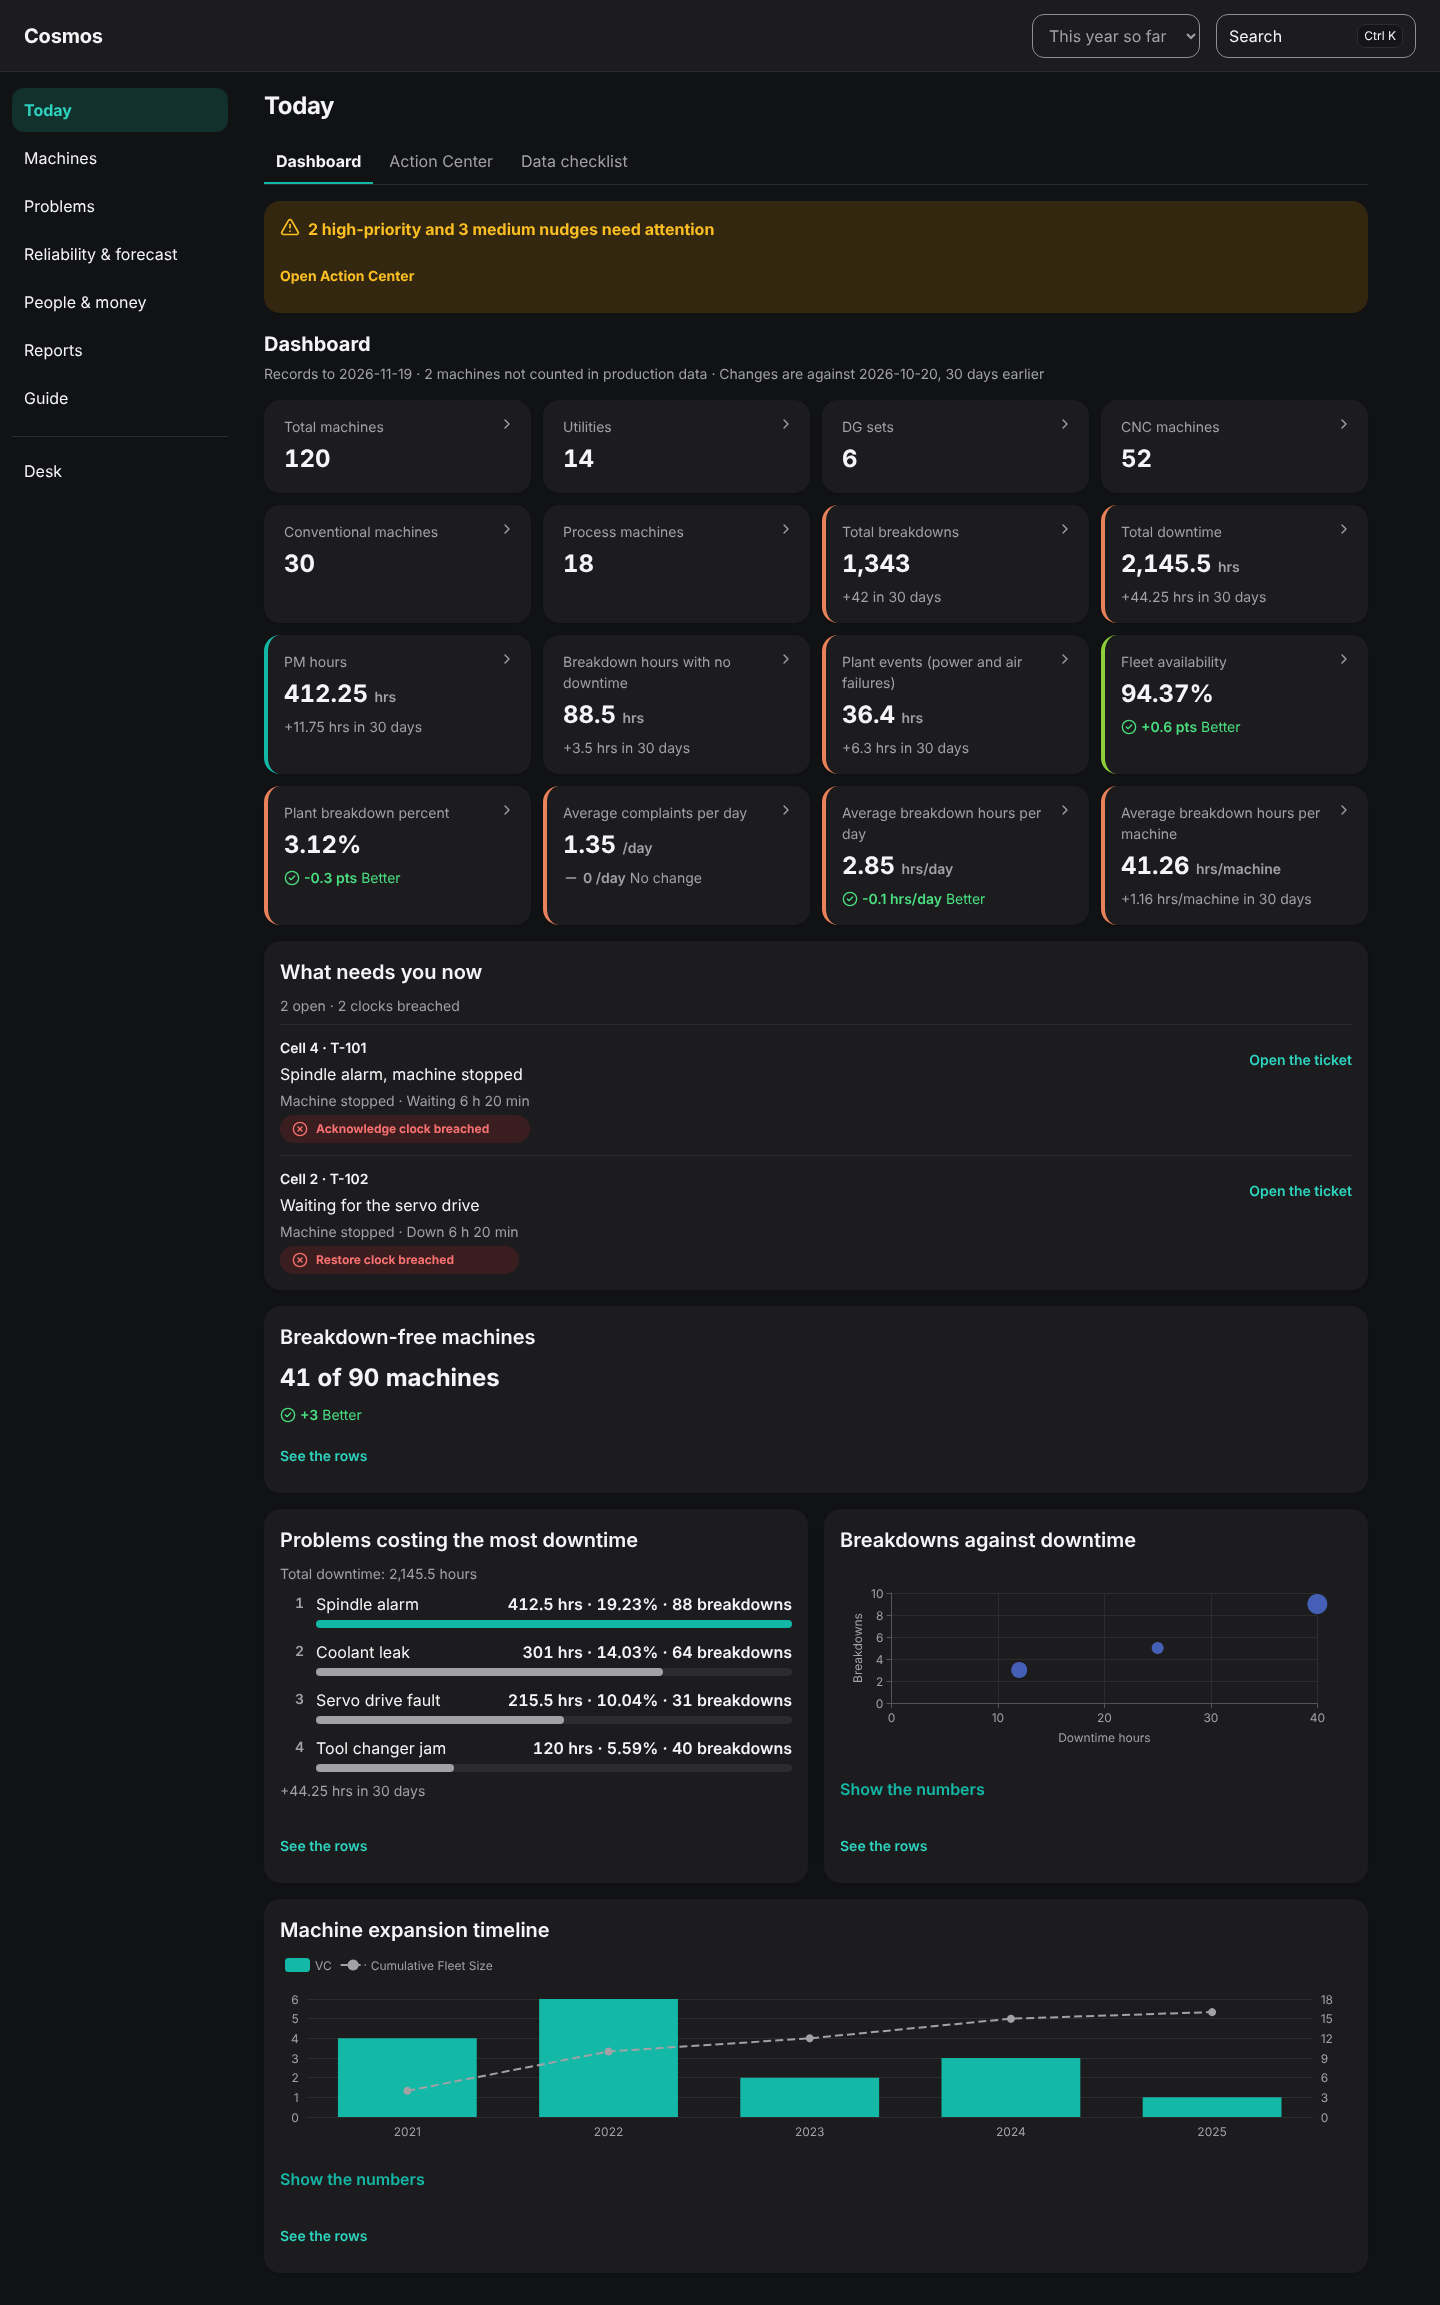 Cosmos
This year so far
Search
Ctrl K
Today
Machines
Problems
Reliability & forecast
People & money
Reports
Guide
Desk
Today
Dashboard
Action Center
Data checklist
2 high-priority and 3 medium nudges need attention
Open Action Center
Dashboard
Records to 2026-11-19 · 2 machines not counted in production data · Changes are against 2026-10-20, 30 days earlier
Total machines
120
Utilities
14
DG sets
6
CNC machines
52
Conventional machines
30
Process machines
18
Total breakdowns
1,343
+42 in 30 days
Total downtime
2,145.5 hrs
+44.25 hrs in 30 days
PM hours
412.25 hrs
+11.75 hrs in 30 days
Breakdown hours with no
downtime
88.5 hrs
+3.5 hrs in 30 days
Plant events (power and air
failures)
36.4 hrs
+6.3 hrs in 30 days
Fleet availability
94.37%
+0.6 pts Better
Plant breakdown percent
3.12%
-0.3 pts Better
Average complaints per day
1.35 /day
0 /day No change
Average breakdown hours per
day
2.85 hrs/day
-0.1 hrs/day Better
Average breakdown hours per
machine
41.26 hrs/machine
+1.16 hrs/machine in 30 days
What needs you now
2 open · 2 clocks breached
Cell 4 · T-101
Spindle alarm, machine stopped
Machine stopped · Waiting 6 h 20 min
Acknowledge clock breached
Open the ticket
Cell 2 · T-102
Waiting for the servo drive
Machine stopped · Down 6 h 20 min
Restore clock breached
Open the ticket
Breakdown-free machines
41 of 90 machines
+3 Better
See the rows
Problems costing the most downtime
Total downtime: 2,145.5 hours
1 Spindle alarm 412.5 hrs · 19.23% · 88 breakdowns
2 Coolant leak 301 hrs · 14.03% · 64 breakdowns
3 Servo drive fault 215.5 hrs · 10.04% · 31 breakdowns
4 Tool changer jam 120 hrs · 5.59% · 40 breakdowns
+44.25 hrs in 30 days
See the rows
Breakdowns against downtime
Breakdowns
10
8
6
4
2
0
0 10 20 30 40
Downtime hours
Show the numbers
See the rows
Machine expansion timeline
VC
Cumulative Fleet Size
6 18
5 15
4 12
3 9
2 6
1 3
0 0
2021 2022 2023 2024 2025
Show the numbers
See the rows